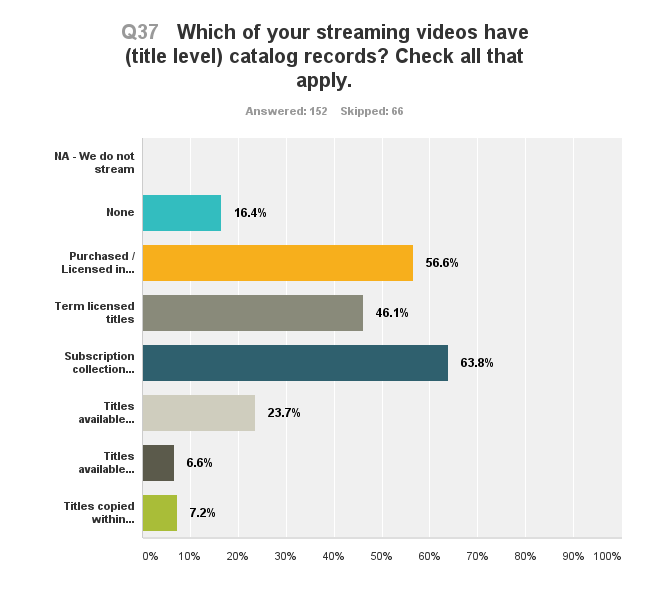 Q37 Which of your streaming videos have
(title level) catalog records? Check all that
apply.
Answered: 152 Skipped: 66
NA - We do not
stream
None
16.4%
Purchased /
Licensed in...
56.6%
Term licensed
titles
46.1%
Subscription
collection...
63.8%
Titles
available...
23.7%
Titles
available...
6.6%
Titles copied
within...
7.2%
0% 10% 20% 30% 40% 50% 60% 70% 80% 90% 100%